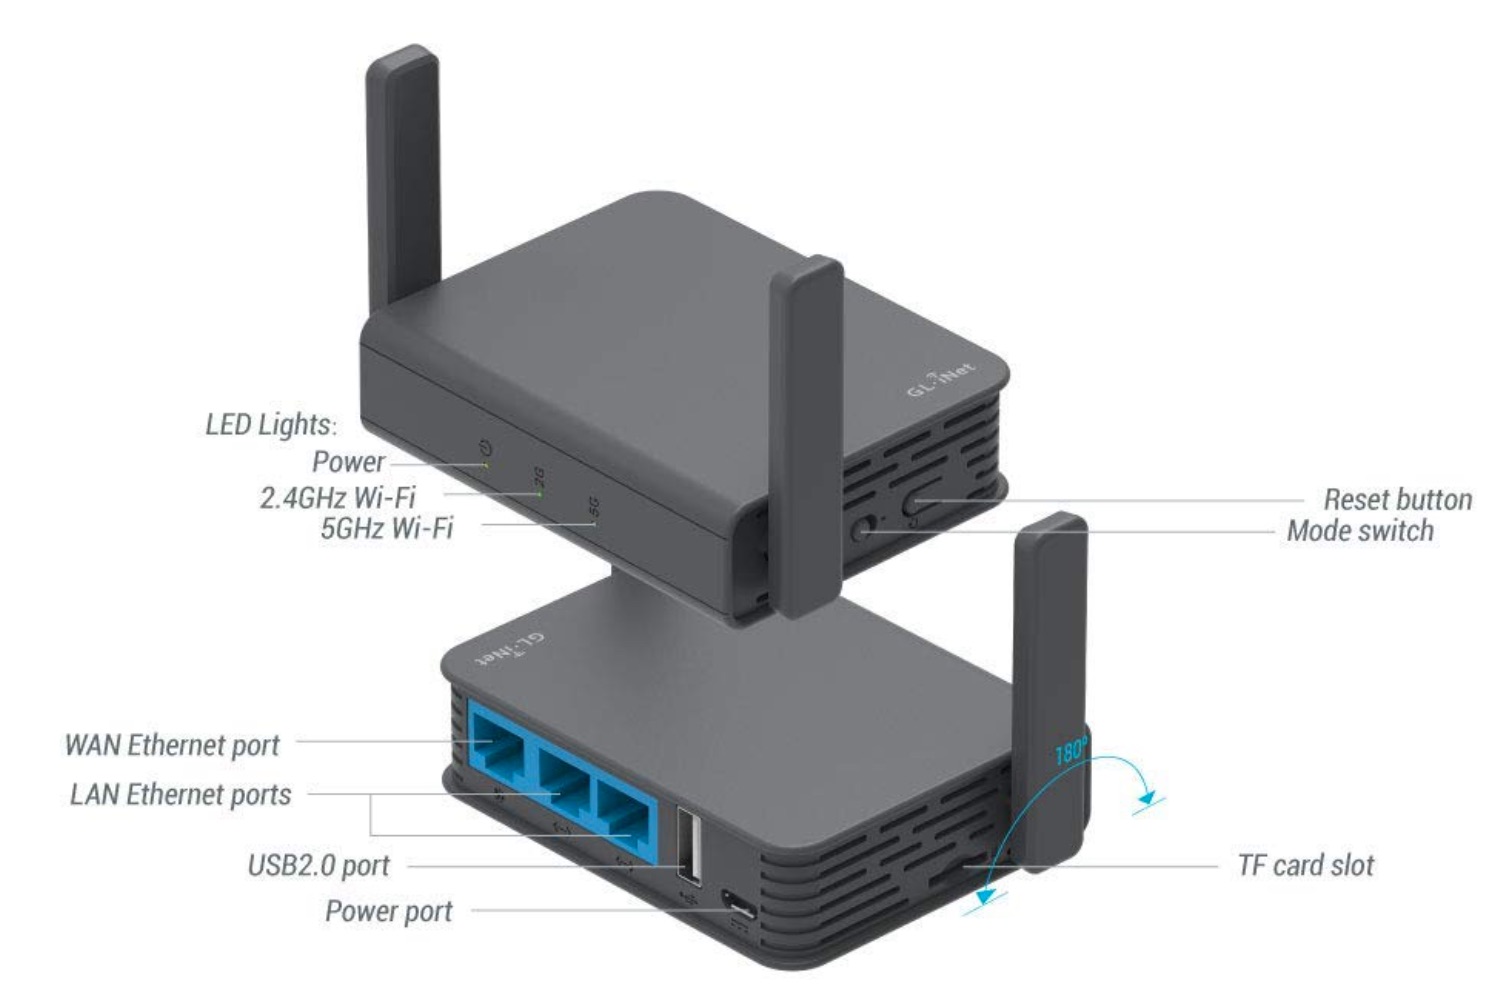 GL·iNet
LED Lights:
Power
2G
2.4GHz Wi-Fi
5G
5GHz Wi-Fi
Reset button
Mode switch
GL·iNet
WAN Ethernet port
180°
LAN Ethernet ports
USB2.0 port
TF card slot
Power port